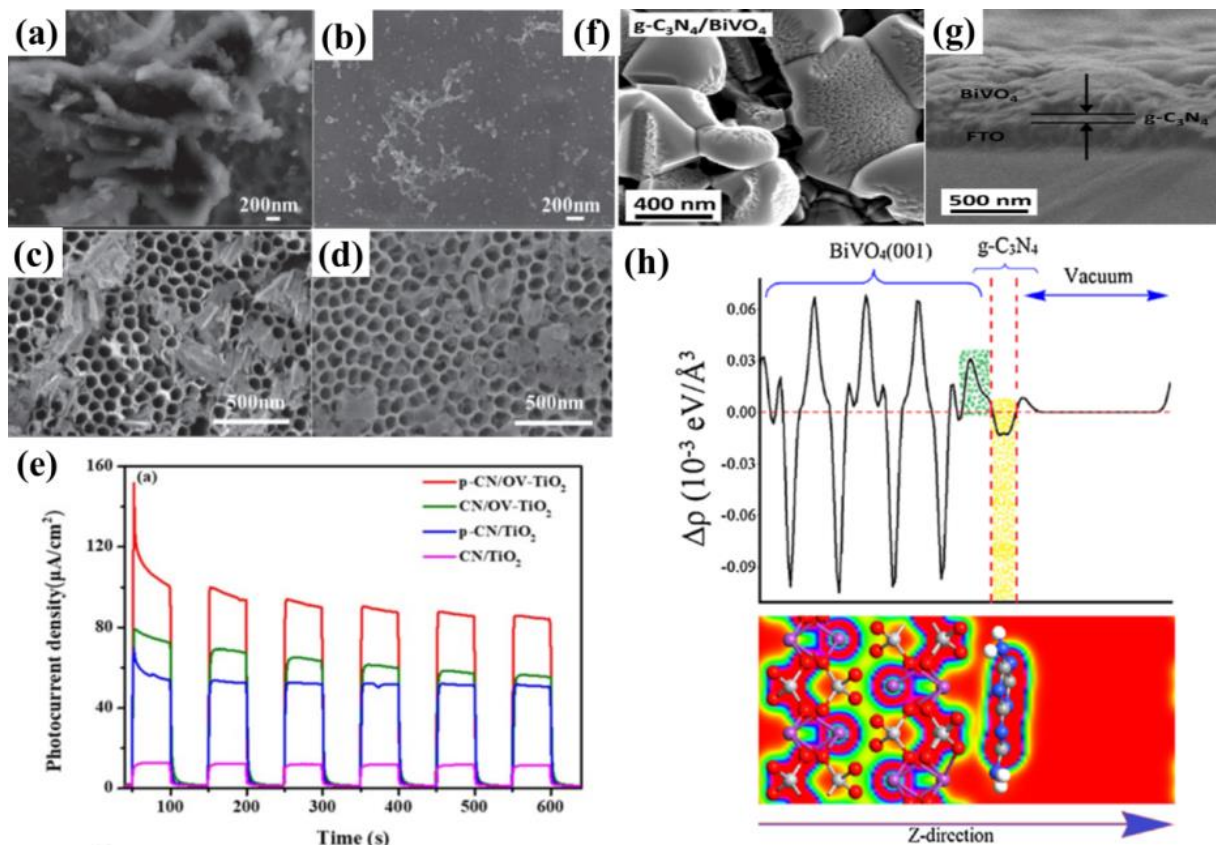 (a)
200nm
(b)
200nm
(f)
g-C₃N₄/BiVO₄
400 nm
(g)
BiVO₄
g-C₃N₄
FTO
500 nm
(c)
500nm
(d)
500nm
(e)
160
120
80
40
0
(a)
p-CN/OV-TiO₂
CN/OV-TiO₂
p-CN/TiO₂
CN/TiO₂
Photocurrent density(µA/cm²)
100 200 300 400 500 600
Time (s)
(h)
BiVO₄(001)
g-C₃N₄
Vacuum
0.06
0.03
0.00
-0.03
-0.06
-0.09
Δρ (10⁻³ eV/Å³
Z-direction